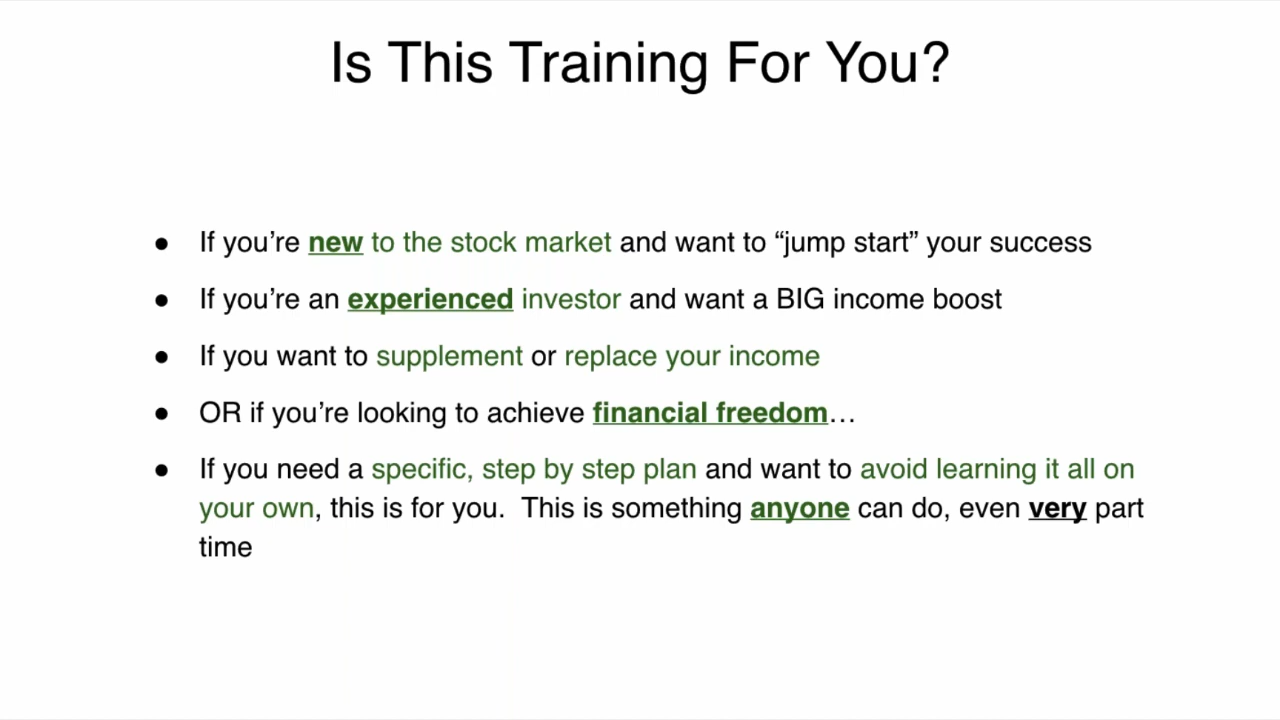 Is This Training For You?
● If you’re new to the stock market and want to “jump start” your success
● If you’re an experienced investor and want a BIG income boost
● If you want to supplement or replace your income
● OR if you’re looking to achieve financial freedom…
● If you need a specific, step by step plan and want to avoid learning it all on
your own, this is for you.  This is something anyone can do, even very part
time